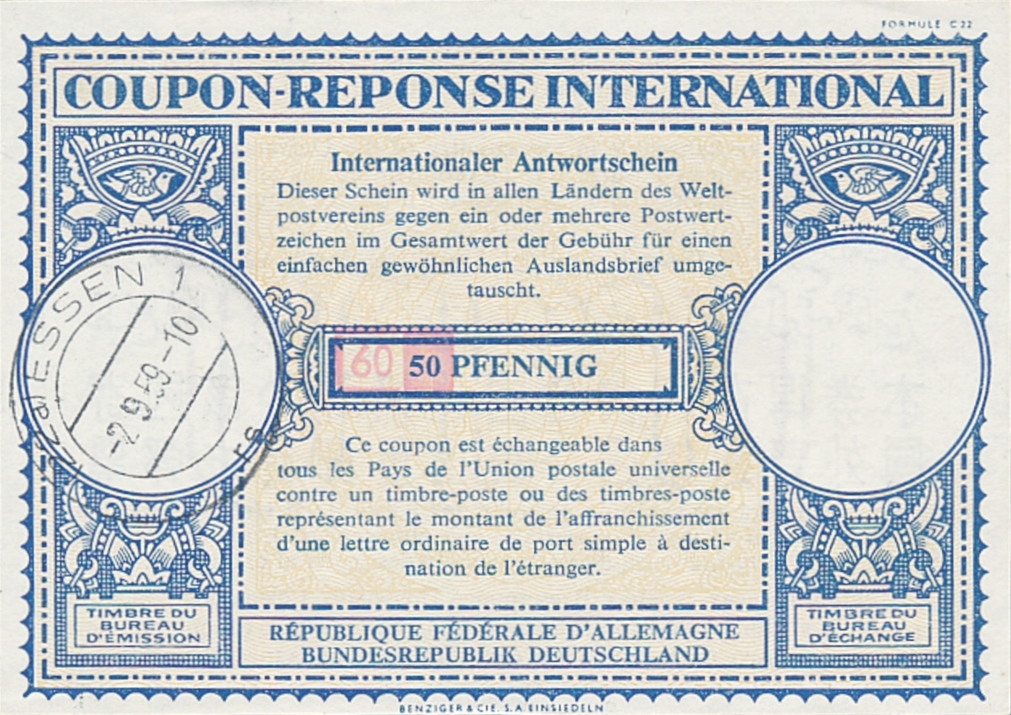 FORMULE C 22
COUPON-REPONSE INTERNATIONAL
Internationaler Antwortschein
Dieser Schein wird in allen Ländern des Welt-
postvereins gegen ein oder mehrere Postwert-
zeichen im Gesamtwert der Gebühr für einen
einfachen gewöhnlichen Auslandsbrief umge-
tauscht.
ESSEN 1
-2.9.59-10
60 50 PFENNIG
Ce coupon est échangeable dans
tous les Pays de l'Union postale universelle
contre un timbre-poste ou des timbres-poste
représentant le montant de l'affranchissement
d'une lettre ordinaire de port simple à desti-
nation de l'étranger.
TIMBRE DU
BUREAU
D'ÉMISSION
TIMBRE DU
BUREAU
D'ÉCHANGE
RÉPUBLIQUE FÉDÉRALE D'ALLEMAGNE
BUNDESREPUBLIK DEUTSCHLAND
BENZIGER & CIE. S. A. EINSIEDELN